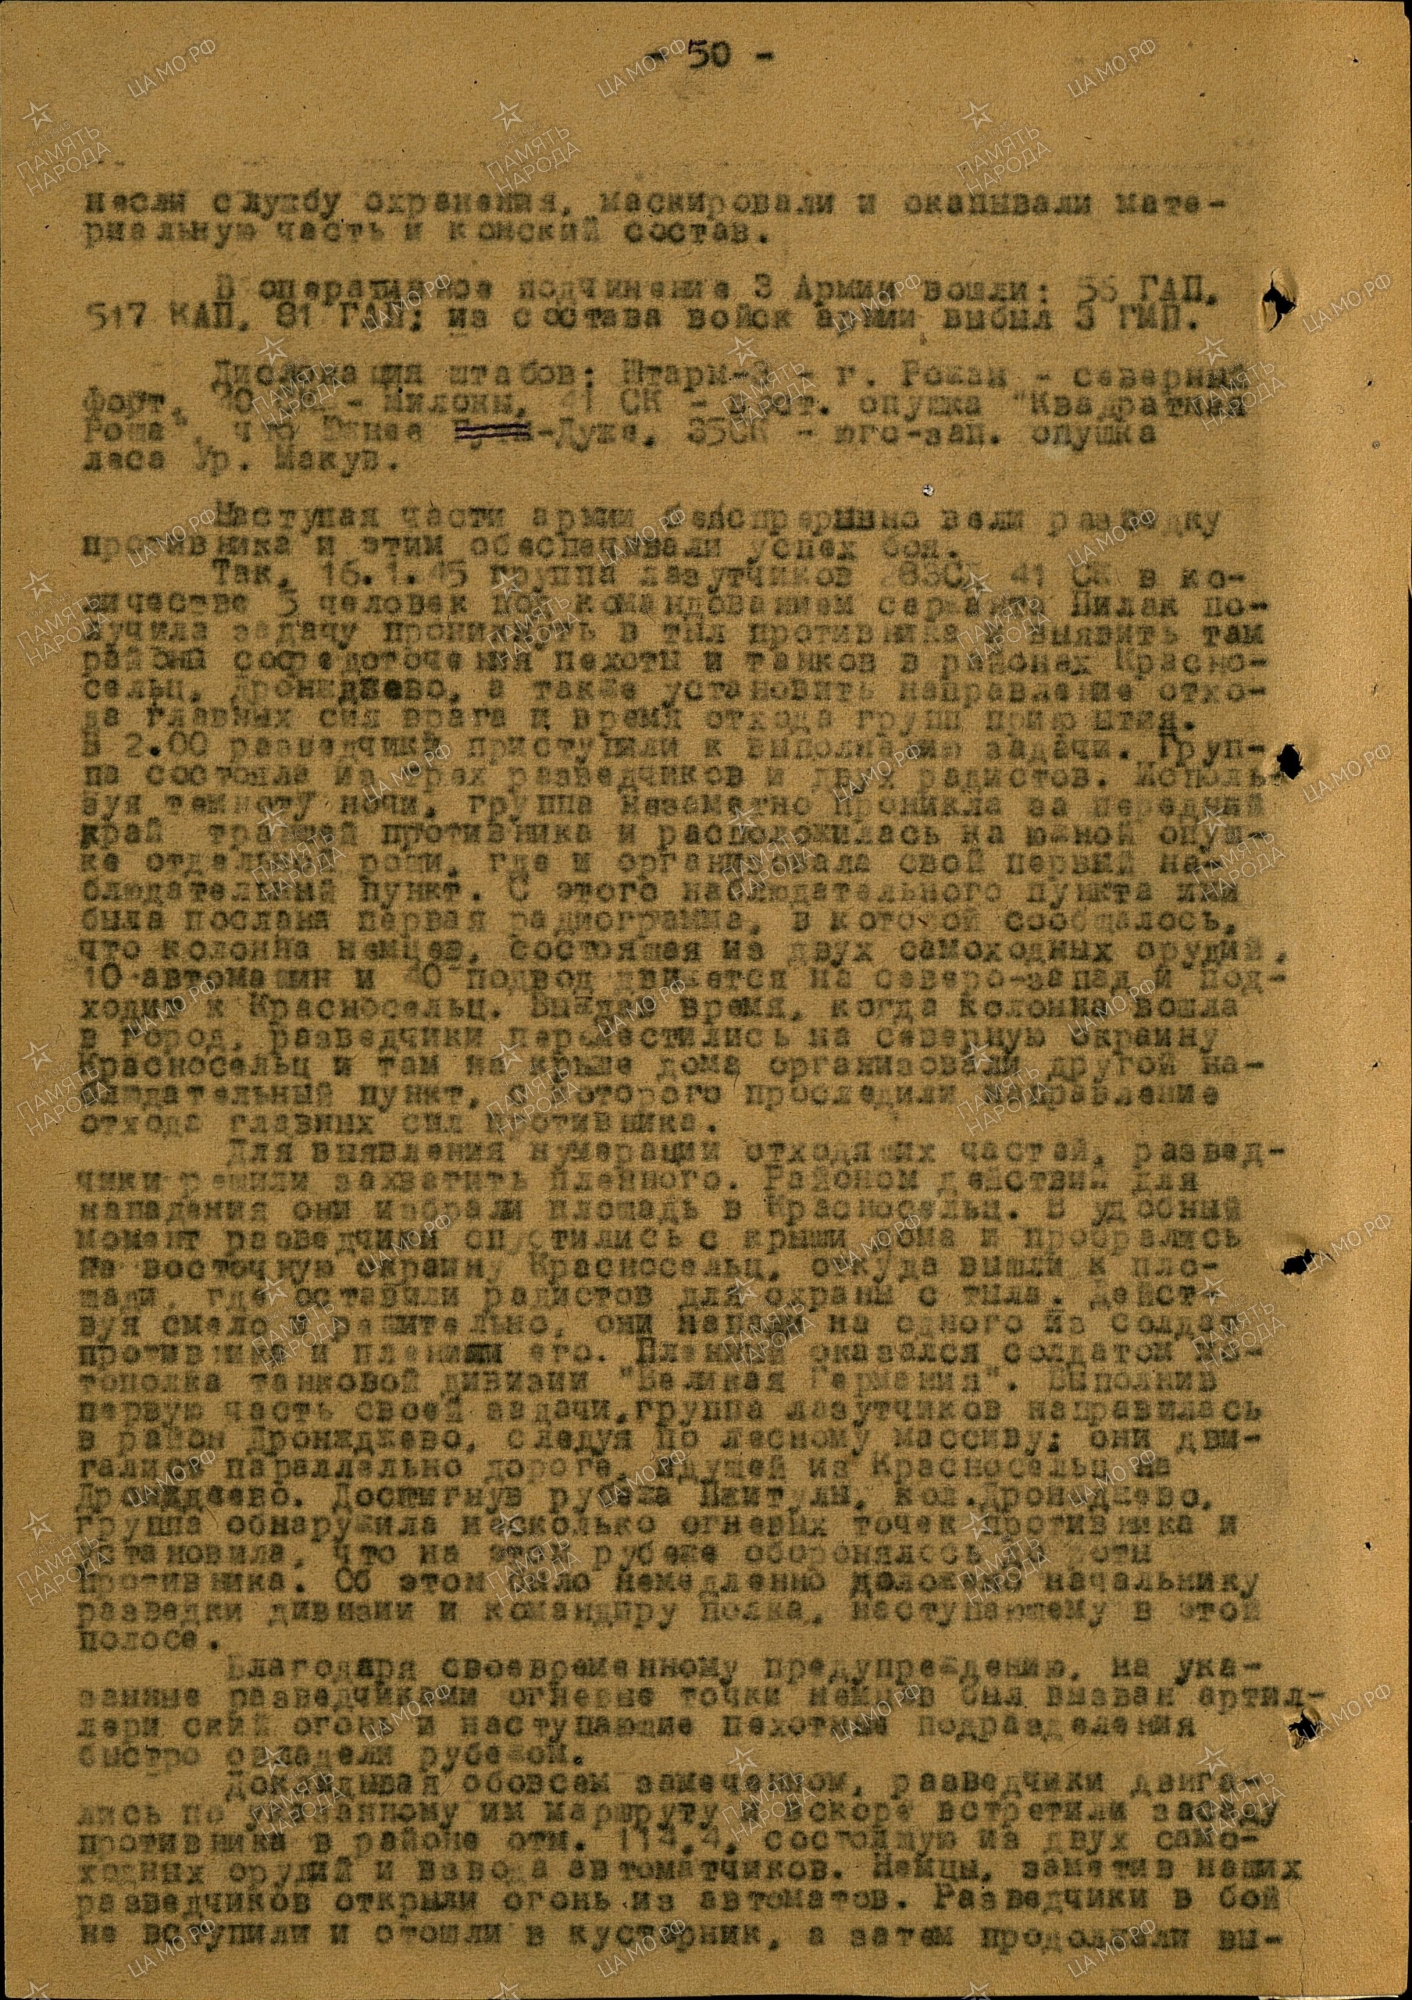 - 50 -
несли службу охранения, маскировали и окапывали мате-
риальную часть и конский состав.
В оперативное подчинение 3 Армии вошли: 55 ГАП,
517 КАП, 81 ГАП; из состава войск армии выбыл 3 ГМП.
Дислокация штабов: Штарм-3 - г. Рожан - северный
форт, 40 СК - Милоны, 41 СК - вост. опушка "Квадратная
Роща", что южнее -Дуже, 35СК - юго-зап. опушка
леса Ур. Макув.
Наступая части армии беспрерывно вели разведку
противника и этим обеспечивали успех боя.
Так, 16.1.45 группа лазутчиков 283СД 41 СК в ко-
личестве 5 человек под командованием сержанта Пилак по-
лучила задачу проникнуть в тыл противника и выявить там
районы сосредоточения пехоты и танков в районах Красно-
сельц, Дронжджево, а также установить направление отхо-
да главных сил врага и время отхода групп прикрытия.
В 2.00 разведчики приступили к выполнению задачи. Груп-
па состояла из трех разведчиков и двух радистов. Исполь-
зуя темноту ночи, группа незаметно проникла за передний
край траншей противника и расположилась на южной опуш-
ке отдельной рощи, где и организовала свой первый на-
блюдательный пункт. С этого наблюдательного пункта ими
была послана первая радиограмма, в которой сообщалось,
что колонна немцев, состоящая из двух самоходных орудий,
10 автомашин и 40 подвод движется на северо-запад и под-
ходит к Красносельц. Выждав время, когда колонна вошла
в город, разведчики переместились на северную окраину
Красносельц и там на крыше дома организовали другой на-
блюдательный пункт, с которого проследили направление
отхода главных сил противника.
Для выявления нумерации отходящих частей, развед-
чики решили захватить пленного. Районом действий для
нападения они избрали площадь в Красносельц. В удобный
момент разведчики опустились с крыши дома и пробрались
на восточную окраину Красносельц, откуда вышли к пло-
щади, где оставили радистов для охраны с тыла. Дейст-
вуя смело и решительно, они напали на одного из солдат
противника и пленили его. Пленный оказался солдатом мо-
тополка танковой дивизии "Великая Германия". Выполнив
первую часть своей задачи, группа лазутчиков направилась
в район Дронжджево, следуя по лесному массиву; они дви-
гались параллельно дороге, идущей из Красносельц на
Дронжджево. Достигнув рубежа Пжитулы, кол.Дронжджево,
группа обнаружила несколько огневых точек противника и
установила, что на этом рубеже оборонялось до роты
противника. Об этом было немедленно доложено начальнику
разведки дивизии и командиру полка, наступающему в этой
полосе.
Благодаря своевременному предупреждению, на ука-
занные разведчиками огневые точки немцев был вызван артил-
лерийский огонь и наступающие пехотные подразделения
быстро овладели рубежом.
Докладывая обовсем замеченном, разведчики двига-
лись по указанному им маршруту и вскоре встретили засаду
противника в районе отм. 114,4, состоящую из двух само-
ходных орудий и взвода автоматчиков. Немцы, заметив наших
разведчиков открыли огонь из автоматов. Разведчики в бой
не вступили и отошли в кустарник, а затем продолжали вы-